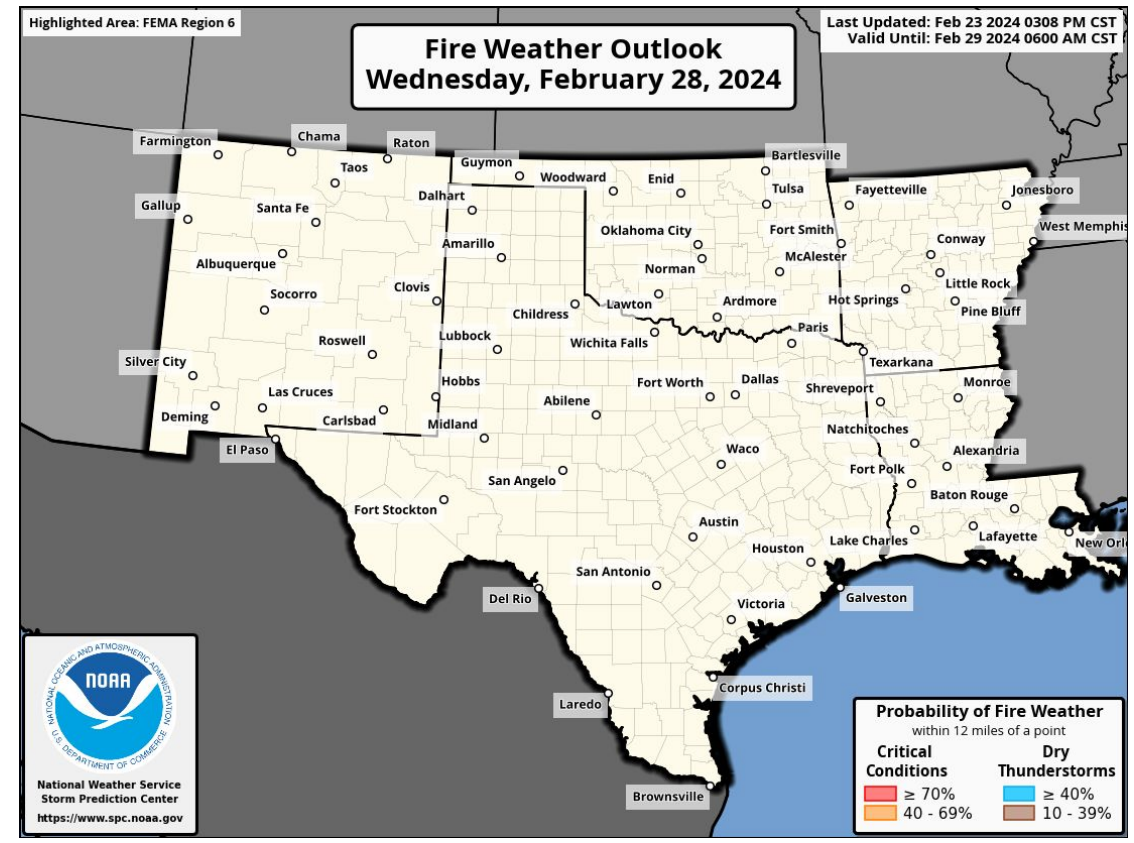 Highlighted Area: FEMA Region 6
Last Updated: Feb 23 2024 0308 PM CST
Valid Until: Feb 29 2024 0600 AM CST
Fire Weather Outlook
Wednesday, February 28, 2024
Farmington
Chama
Raton
Taos
Guymon
Woodward
Enid
Bartlesville
Tulsa
Fayetteville
Jonesboro
Gallup
Santa Fe
Dalhart
Oklahoma City
Fort Smith
West Memphis
Albuquerque
Amarillo
Norman
McAlester
Conway
Socorro
Clovis
Childress
Lawton
Ardmore
Hot Springs
Little Rock
Pine Bluff
Roswell
Lubbock
Wichita Falls
Paris
Texarkana
Silver City
Las Cruces
Hobbs
Fort Worth
Dallas
Shreveport
Monroe
Deming
Carlsbad
Midland
Abilene
Natchitoches
El Paso
San Angelo
Waco
Fort Polk
Alexandria
Fort Stockton
Austin
Baton Rouge
Houston
Lake Charles
Lafayette
New Orl
Del Rio
San Antonio
Victoria
Galveston
Laredo
Corpus Christi
Brownsville
NATIONAL OCEANIC AND ATMOSPHERIC ADMINISTRATION
NOAA
U.S. DEPARTMENT OF COMMERCE
National Weather Service
Storm Prediction Center
https://www.spc.noaa.gov
Probability of Fire Weather
within 12 miles of a point
Critical Conditions
≥ 70%
40 - 69%
Dry Thunderstorms
≥ 40%
10 - 39%